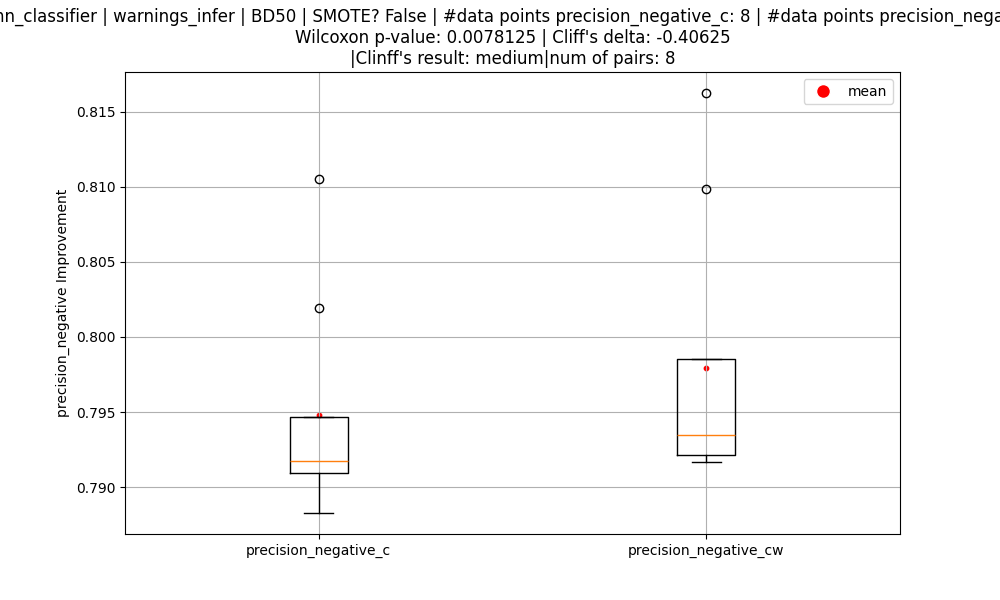 n_classifier | warnings_infer | BD50 | SMOTE? False | #data points precision_negative_c: 8 | #data points precision_nega
Wilcoxon p-value: 0.0078125 | Cliff's delta: -0.40625
|Clinff's result: medium|num of pairs: 8
mean
0.815
0.810
0.805
0.800
0.795
0.790
precision_negative Improvement
precision_negative_c
precision_negative_cw